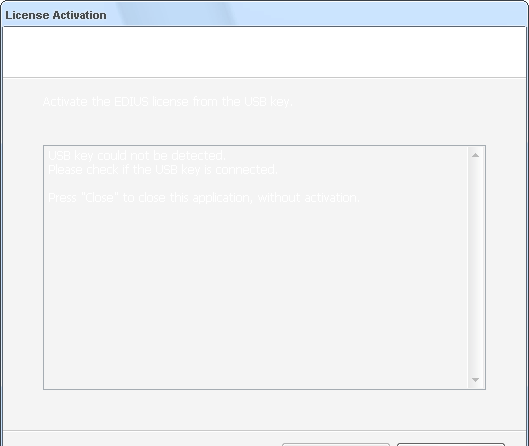 License Activation
Activate the EDIUS license from the USB key.
USB key could not be detected.
Please check if the USB key is connected.
Press "Close" to close this application, without activation.